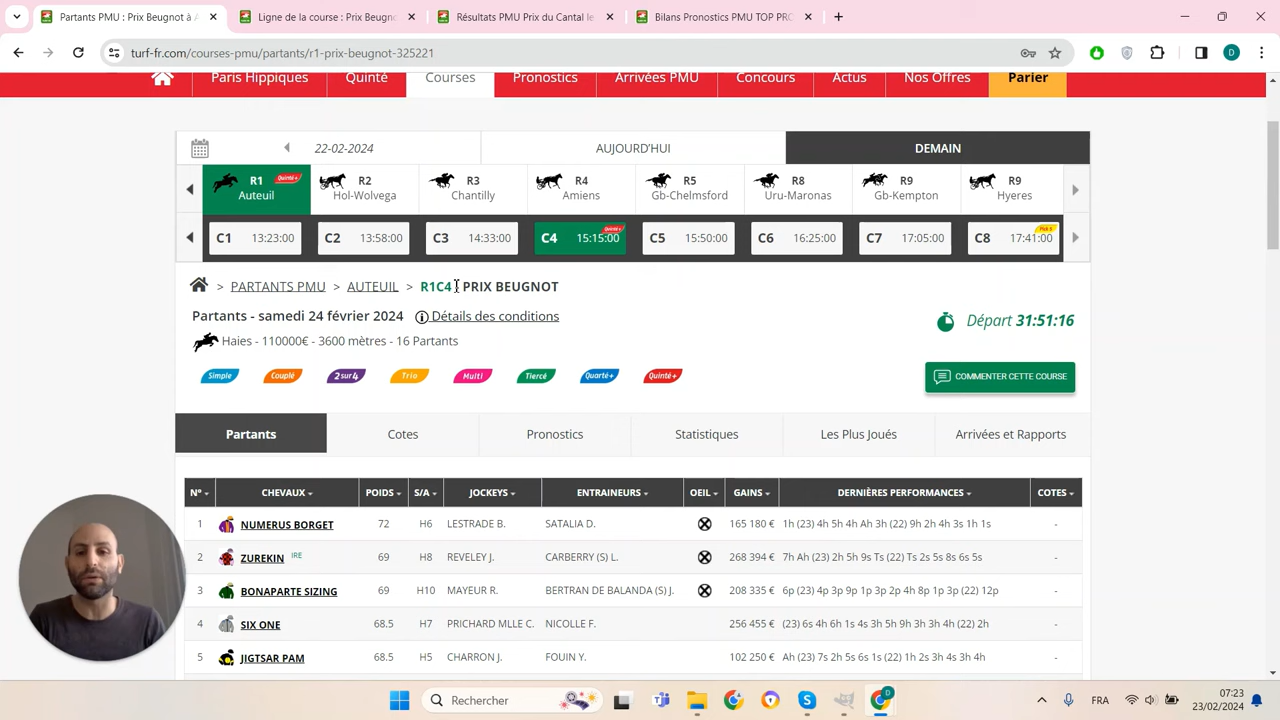 Partants PMU : Prix Beugnot à A
Ligne de la course : Prix Beugno
Résultats PMU Prix du Cantal le
Bilans Pronostics PMU TOP PRO
turf-fr.com/courses-pmu/partants/r1-prix-beugnot-325221
D
Paris Hippiques Quinté Courses Pronostics Arrivées PMU Concours Actus Nos Offres Parier
22-02-2024 AUJOURD'HUI DEMAIN
R1 Quinté+ R2 R3 R4 R5 R8 R9 R9
Auteuil Hol-Wolvega Chantilly Amiens Gb-Chelmsford Uru-Maronas Gb-Kempton Hyeres
C1 13:23:00 C2 13:58:00 C3 14:33:00 C4 15:15:00 Quinté+ C5 15:50:00 C6 16:25:00 C7 17:05:00 C8 17:41:00 Pick 5
> PARTANTS PMU > AUTEUIL > R1C4 PRIX BEUGNOT
Partants - samedi 24 février 2024 Détails des conditions
Départ 31:51:16
Haies - 110000€ - 3600 mètres - 16 Partants
Simple Couplé 2sur4 Trio Multi Tiercé Quarté+ Quinté+
COMMENTER CETTE COURSE
Partants Cotes Pronostics Statistiques Les Plus Joués Arrivées et Rapports
N° CHEVAUX POIDS S/A JOCKEYS ENTRAINEURS OEIL GAINS DERNIÈRES PERFORMANCES COTES
1 NUMERUS BORGET 72 H6 LESTRADE B. SATALIA D. 165 180 € 1h (23) 4h 5h 4h Ah 3h (22) 9h 2h 4h 3s 1h 1s -
2 ZUREKIN IRE 69 H8 REVELEY J. CARBERRY (S) L. 268 394 € 7h Ah (23) 2h 5h 9s Ts (22) Ts 2s 5s 8s 6s 5s -
3 BONAPARTE SIZING 69 H10 MAYEUR R. BERTRAN DE BALANDA (S) J. 208 335 € 6p (23) 4p 3p 9p 1p 3p 2p 4h 8p 1p 3p (22) 12p -
4 SIX ONE 68.5 H7 PRICHARD MLLE C. NICOLLE F. 256 455 € (23) 6s 4h 6h 1s 4s 3h 5h 9h 3h 3h 4h (22) 2h -
5 JIGTSAR PAM 68.5 H5 CHARRON J. FOUIN Y. 102 250 € Ah (23) 7s 2h 5s 6s 1s (22) 1h 2s 3h 4s 3h 4h -
Rechercher
FRA
07:23
23/02/2024